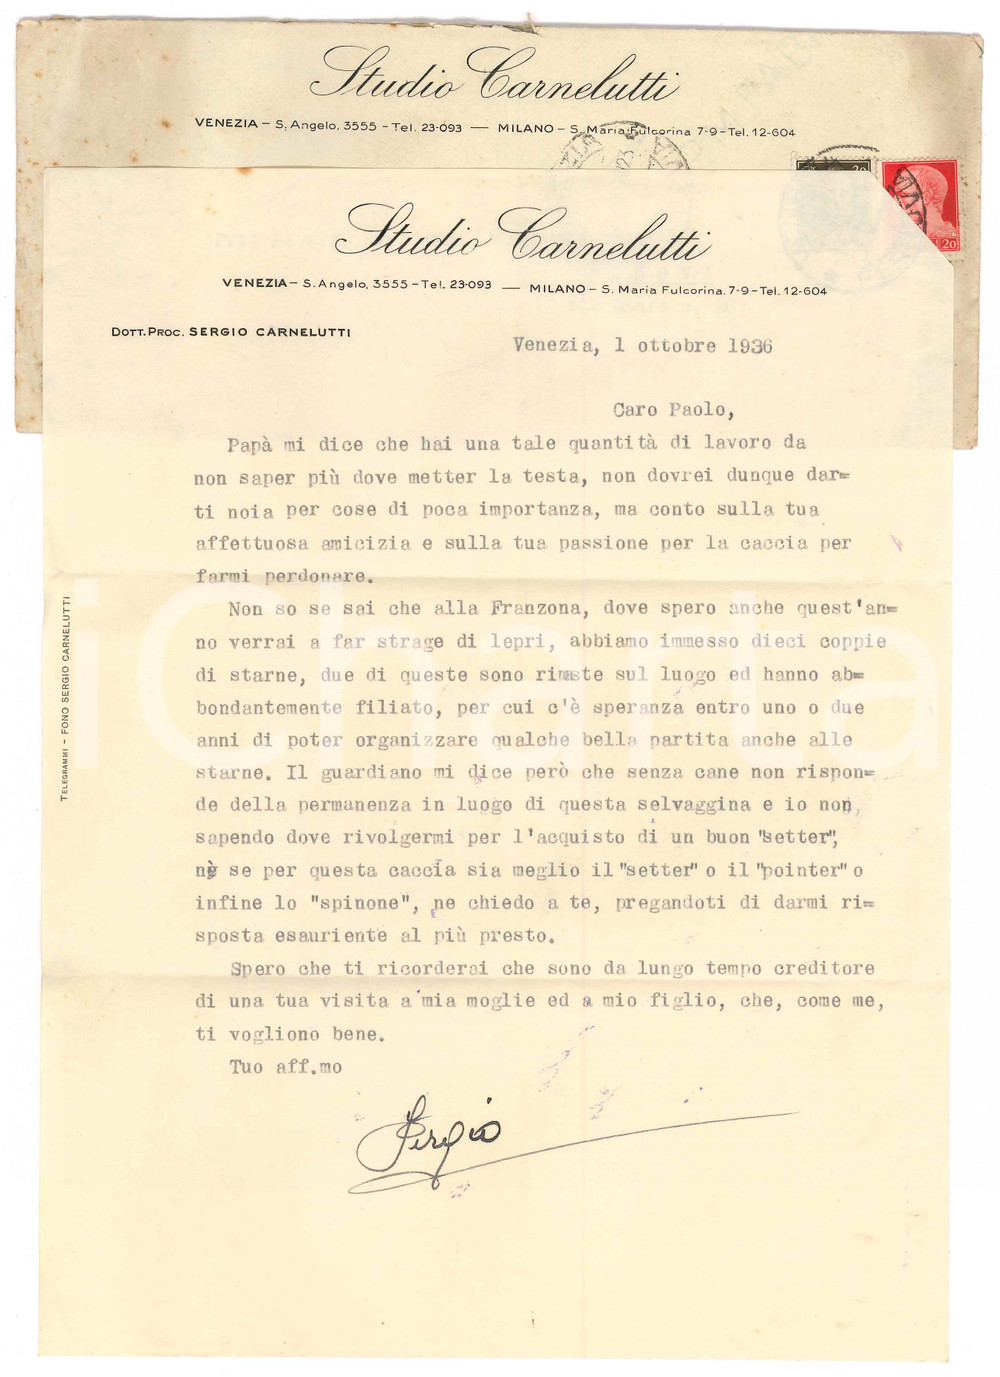 Studio Carnelutti
VENEZIA – S. Angelo, 3555 – Tel. 23-093 — MILANO – S. Maria Fulcorina 7-9 – Tel. 12-604
20
20
Studio Carnelutti
VENEZIA – S. Angelo, 3555 – Tel. 23-093 — MILANO – S. Maria Fulcorina, 7-9 – Tel. 12-604
DOTT. PROC. SERGIO CARNELUTTI
Venezia, 1 ottobre 1936
Caro Paolo,
Papà mi dice che hai una tale quantità di lavoro da
non saper più dove metter la testa, non dovrei dunque dar=
ti noia per cose di poca importanza, ma conto sulla tua
affettuosa amicizia e sulla tua passione per la caccia per
farmi perdonare.
Non so se sai che alla Franzona, dove spero anche quest'an=
no verrai a far strage di lepri, abbiamo immesso dieci coppie
di starne, due di queste sono rimaste sul luogo ed hanno ab=
bondantemente filiato, per cui c'è speranza entro uno o due
anni di poter organizzare qualche bella partita anche alle
starne. Il guardiano mi dice però che senza cane non rispon=
de della permanenza in luogo di questa selvaggina e io non,
sapendo dove rivolgermi per l'acquisto di un buon "setter",
nè se per questa caccia sia meglio il "setter" o il "pointer" o
infine lo "spinone", ne chiedo a te, pregandoti di darmi ri=
sposta esauriente al più presto.
Spero che ti ricorderai che sono da lungo tempo creditore
di una tua visita a mia moglie ed a mio figlio, che, come me,
ti vogliono bene.
Tuo aff.mo
Sergio
TELEGRAMMI - FONO SERGIO CARNELUTTI
iCharta